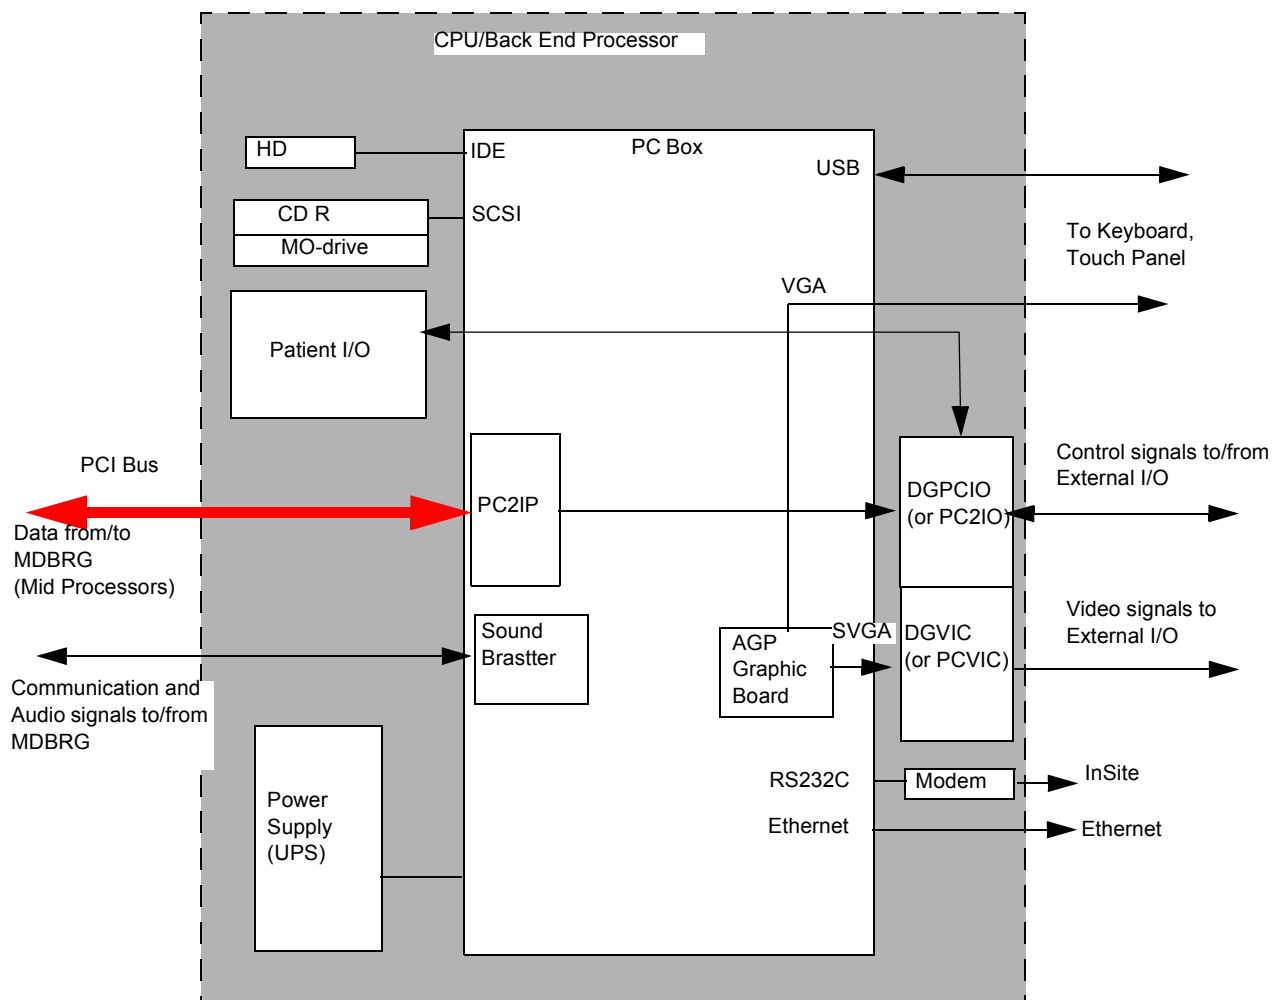 CPU/Back End Processor
HD
IDE
PC Box
USB
CD R
SCSI
MO-drive
To Keyboard,
Touch Panel
VGA
Patient I/O
PCI Bus
PC2IP
DGPCIO
(or PC2IO)
Control signals to/from
External I/O
Data from/to
MDBRG
(Mid Processors)
Sound
Brastter
AGP
Graphic
Board
SVGA
DGVIC
(or PCVIC)
Video signals to
External I/O
Communication and
Audio signals to/from
MDBRG
Power
Supply
(UPS)
RS232C
Modem
InSite
Ethernet
Ethernet